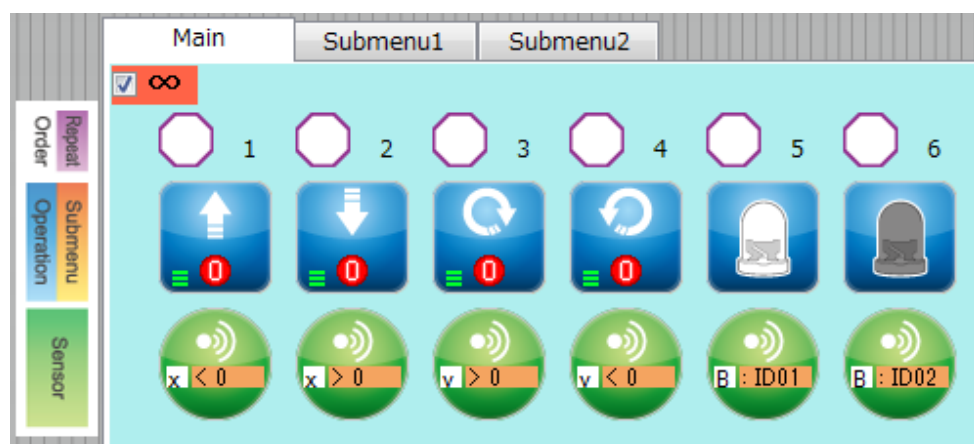 Main Submenu1 Submenu2
∞
Repeat
Order
1 2 3 4 5 6
Submenu
Operation
0 0 0 0
Sensor
x < 0 x > 0 y > 0 y < 0 B : ID01 B : ID02